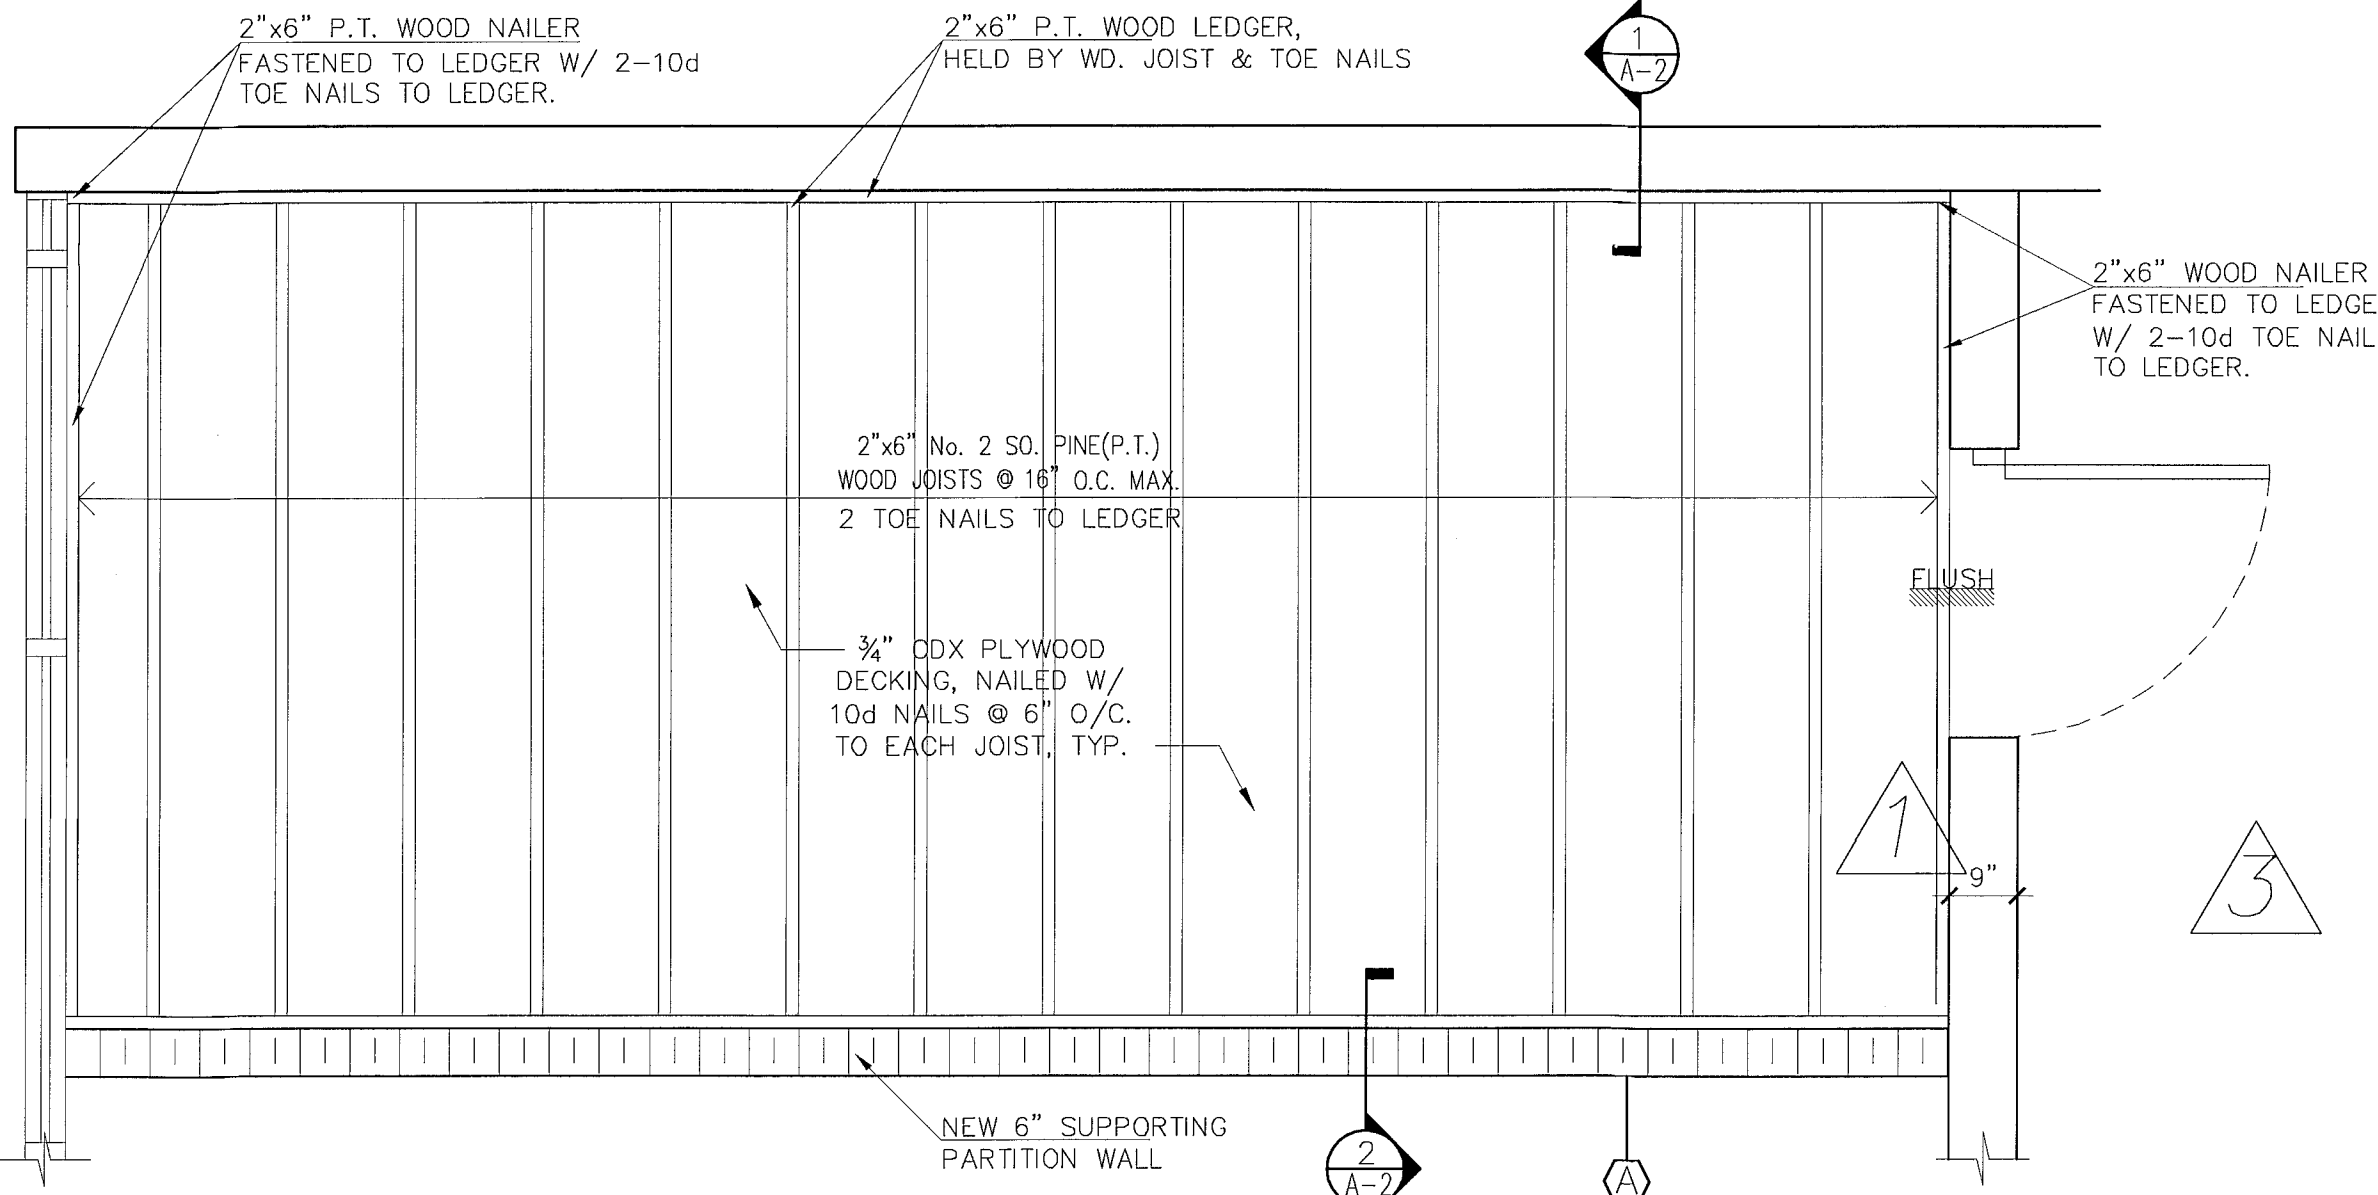 2"x6" P.T. WOOD NAILER
FASTENED TO LEDGER W/ 2-10d
TOE NAILS TO LEDGER.
2"x6" P.T. WOOD LEDGER,
HELD BY WD. JOIST & TOE NAILS
1
A-2
2"x6" WOOD NAILER
FASTENED TO LEDGE
W/ 2-10d TOE NAIL
TO LEDGER.
2"x6" No. 2 SO. PINE(P.T.)
WOOD JOISTS @ 16" O.C. MAX.
2 TOE NAILS TO LEDGER
FLUSH
¾" CDX PLYWOOD
DECKING, NAILED W/
10d NAILS @ 6" O/C.
TO EACH JOIST, TYP.
1
9"
3
NEW 6" SUPPORTING
PARTITION WALL
2
A-2
A